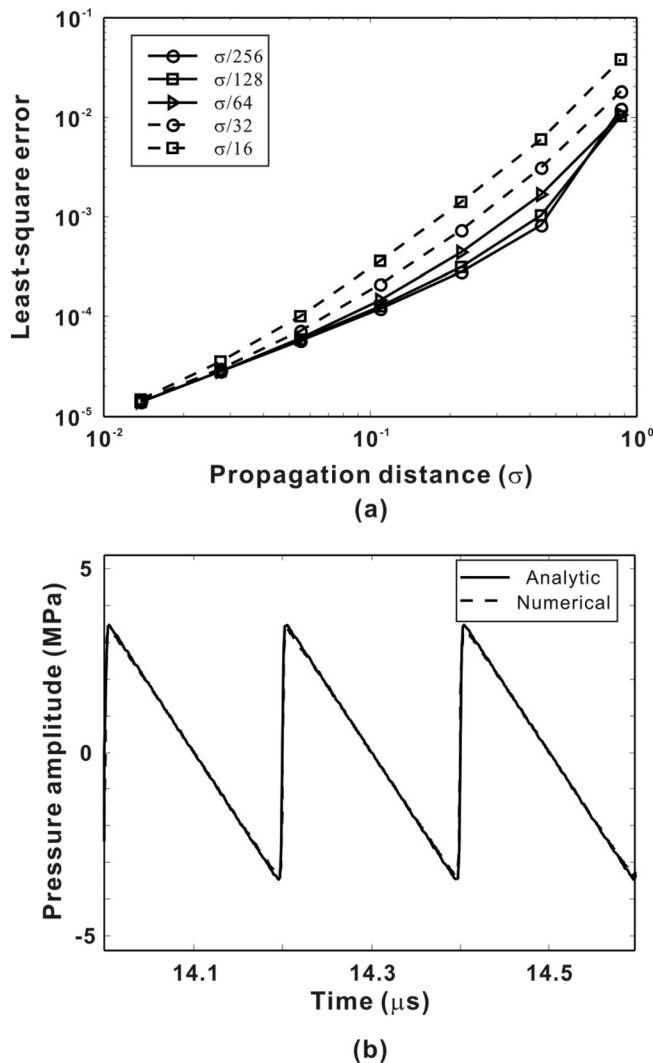 10⁻¹
σ/256
σ/128
σ/64
σ/32
σ/16
10⁻²
10⁻³
10⁻⁴
10⁻⁵
Least-square error
10⁻² 10⁻¹ 10⁰
Propagation distance (σ)
(a)
5
Analytic
Numerical
0
-5
Pressure amplitude (MPa)
14.1 14.3 14.5
Time (μs)
(b)